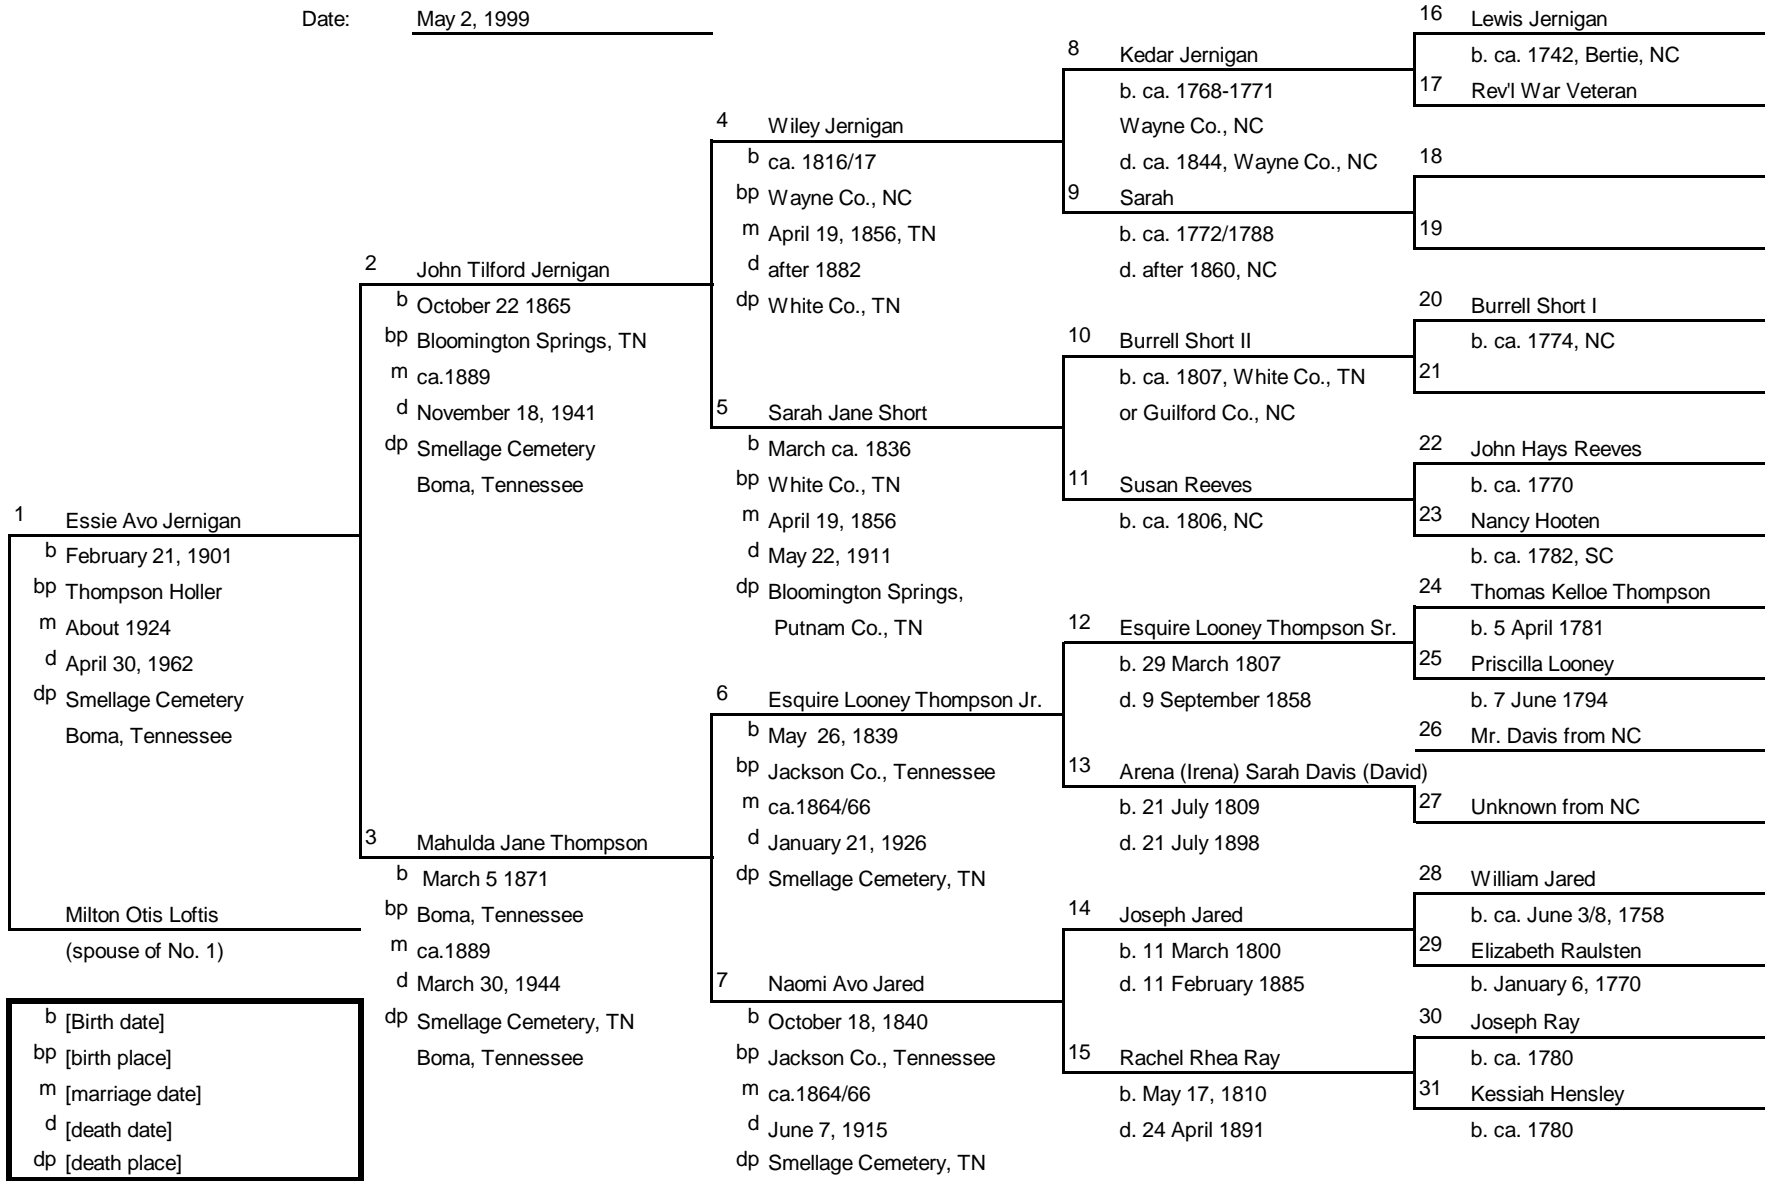 Date: May 2, 1999
1 Essie Avo Jernigan
b February 21, 1901
bp Thompson Holler
m About 1924
d April 30, 1962
dp Smellage Cemetery
Boma, Tennessee
Milton Otis Loftis
(spouse of No. 1)
b [Birth date]
bp [birth place]
m [marriage date]
d [death date]
dp [death place]
2 John Tilford Jernigan
b October 22 1865
bp Bloomington Springs, TN
m ca.1889
d November 18, 1941
dp Smellage Cemetery
Boma, Tennessee
3 Mahulda Jane Thompson
b March 5 1871
bp Boma, Tennessee
m ca.1889
d March 30, 1944
dp Smellage Cemetery, TN
Boma, Tennessee
4 Wiley Jernigan
b ca. 1816/17
bp Wayne Co., NC
m April 19, 1856, TN
d after 1882
dp White Co., TN
5 Sarah Jane Short
b March ca. 1836
bp White Co., TN
m April 19, 1856
d May 22, 1911
dp Bloomington Springs,
Putnam Co., TN
6 Esquire Looney Thompson Jr.
b May 26, 1839
bp Jackson Co., Tennessee
m ca.1864/66
d January 21, 1926
dp Smellage Cemetery, TN
7 Naomi Avo Jared
b October 18, 1840
bp Jackson Co., Tennessee
m ca.1864/66
d June 7, 1915
dp Smellage Cemetery, TN
8 Kedar Jernigan
b. ca. 1768-1771
Wayne Co., NC
d. ca. 1844, Wayne Co., NC
9 Sarah
b. ca. 1772/1788
d. after 1860, NC
10 Burrell Short II
b. ca. 1807, White Co., TN
or Guilford Co., NC
11 Susan Reeves
b. ca. 1806, NC
12 Esquire Looney Thompson Sr.
b. 29 March 1807
d. 9 September 1858
13 Arena (Irena) Sarah Davis (David)
b. 21 July 1809
d. 21 July 1898
14 Joseph Jared
b. 11 March 1800
d. 11 February 1885
15 Rachel Rhea Ray
b. May 17, 1810
d. 24 April 1891
16 Lewis Jernigan
b. ca. 1742, Bertie, NC
17 Rev'l War Veteran
18
19
20 Burrell Short I
b. ca. 1774, NC
21
22 John Hays Reeves
b. ca. 1770
23 Nancy Hooten
b. ca. 1782, SC
24 Thomas Kelloe Thompson
b. 5 April 1781
25 Priscilla Looney
b. 7 June 1794
26 Mr. Davis from NC
27 Unknown from NC
28 William Jared
b. ca. June 3/8, 1758
29 Elizabeth Raulsten
b. January 6, 1770
30 Joseph Ray
b. ca. 1780
31 Kessiah Hensley
b. ca. 1780